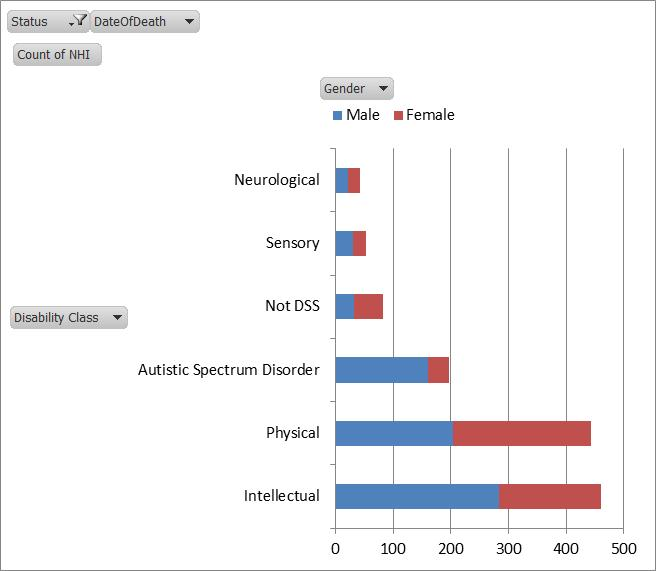 Status DateOfDeath
Count of NHI
Gender
Male Female
Neurological
Sensory
Not DSS
Disability Class
Autistic Spectrum Disorder
Physical
Intellectual
0 100 200 300 400 500